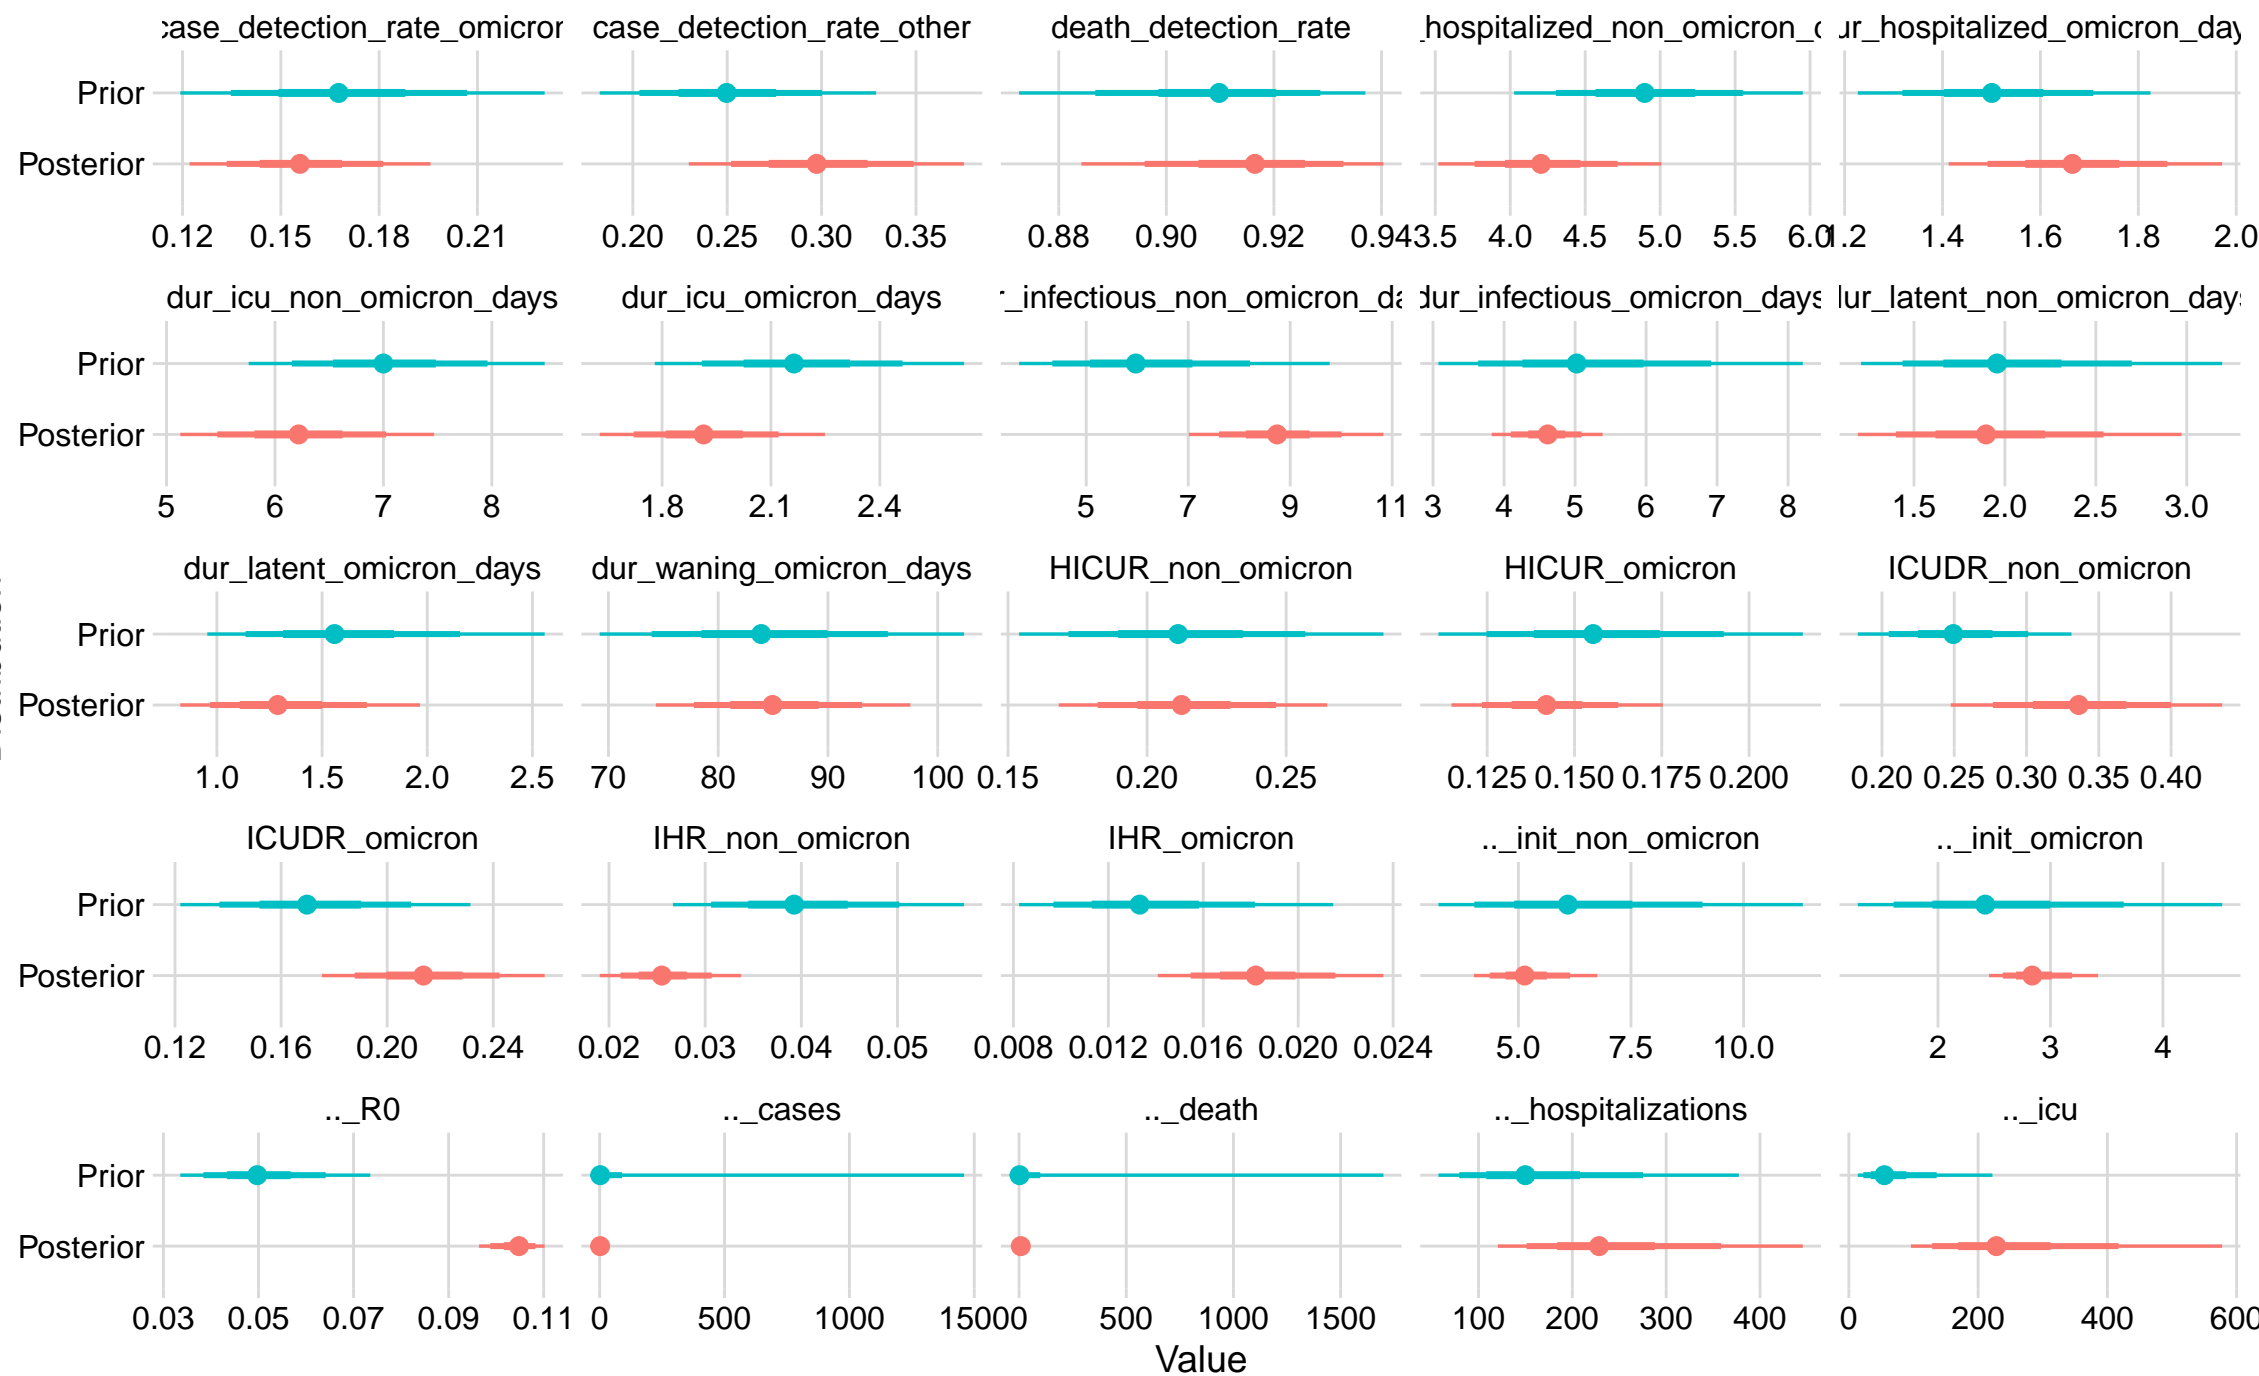 case_detection_rate_omicron case_detection_rate_other death_detection_rate _hospitalized_non_omicron_ ur_hospitalized_omicron_day
Prior
Posterior
0.12 0.15 0.18 0.21 0.20 0.25 0.30 0.35 0.88 0.90 0.92 0.94 3.5 4.0 4.5 5.0 5.5 6.0 1.2 1.4 1.6 1.8 2.0
dur_icu_non_omicron_days dur_icu_omicron_days r_infectious_non_omicron_da dur_infectious_omicron_days dur_latent_non_omicron_days
Prior
Posterior
5 6 7 8 1.8 2.1 2.4 5 7 9 11 3 4 5 6 7 8 1.5 2.0 2.5 3.0
dur_latent_omicron_days dur_waning_omicron_days HICUR_non_omicron HICUR_omicron ICUDR_non_omicron
Prior
Posterior
1.0 1.5 2.0 2.5 70 80 90 100 0.15 0.20 0.25 0.125 0.150 0.175 0.200 0.20 0.25 0.30 0.35 0.40
ICUDR_omicron IHR_non_omicron IHR_omicron .._init_non_omicron .._init_omicron
Prior
Posterior
0.12 0.16 0.20 0.24 0.02 0.03 0.04 0.05 0.008 0.012 0.016 0.020 0.024 5.0 7.5 10.0 2 3 4
.._R0 .._cases .._death .._hospitalizations .._icu
Prior
Posterior
0.03 0.05 0.07 0.09 0.11 0 500 1000 1500 0 500 1000 1500 100 200 300 400 0 200 400 600
Value